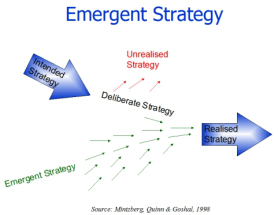 Emergent Strategy
Unrealised
Strategy
Intended
Strategy
Deliberate Strategy
Realised
Strategy
Emergent Strategy
Source: Mintzberg, Quinn & Goshal, 1998